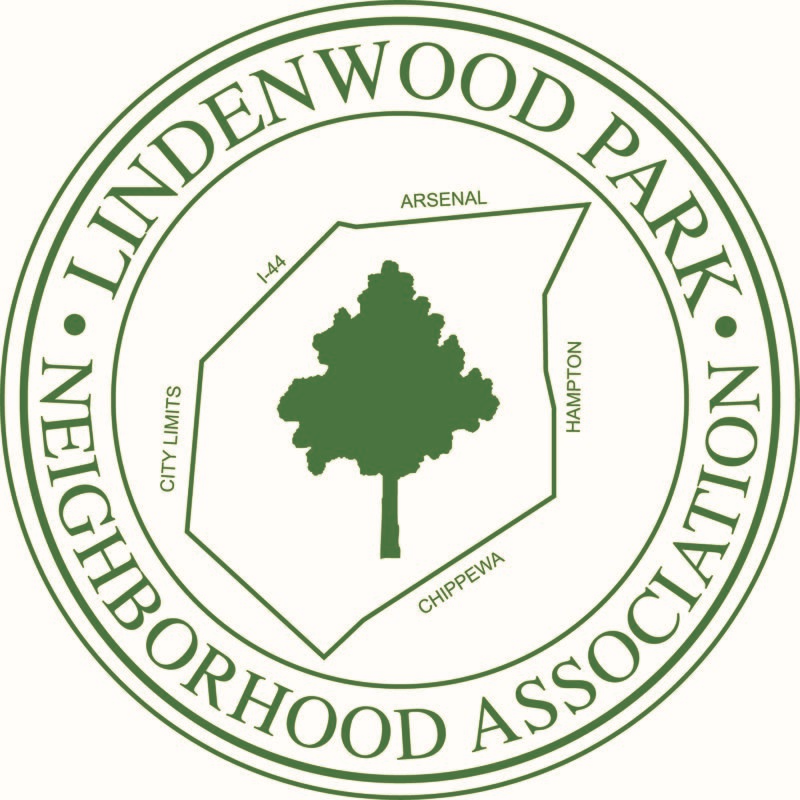 LINDENWOOD PARK
ARSENAL
I-44
HAMPTON
CITY LIMITS
CHIPPEWA
• NEIGHBORHOOD ASSOCIATION •